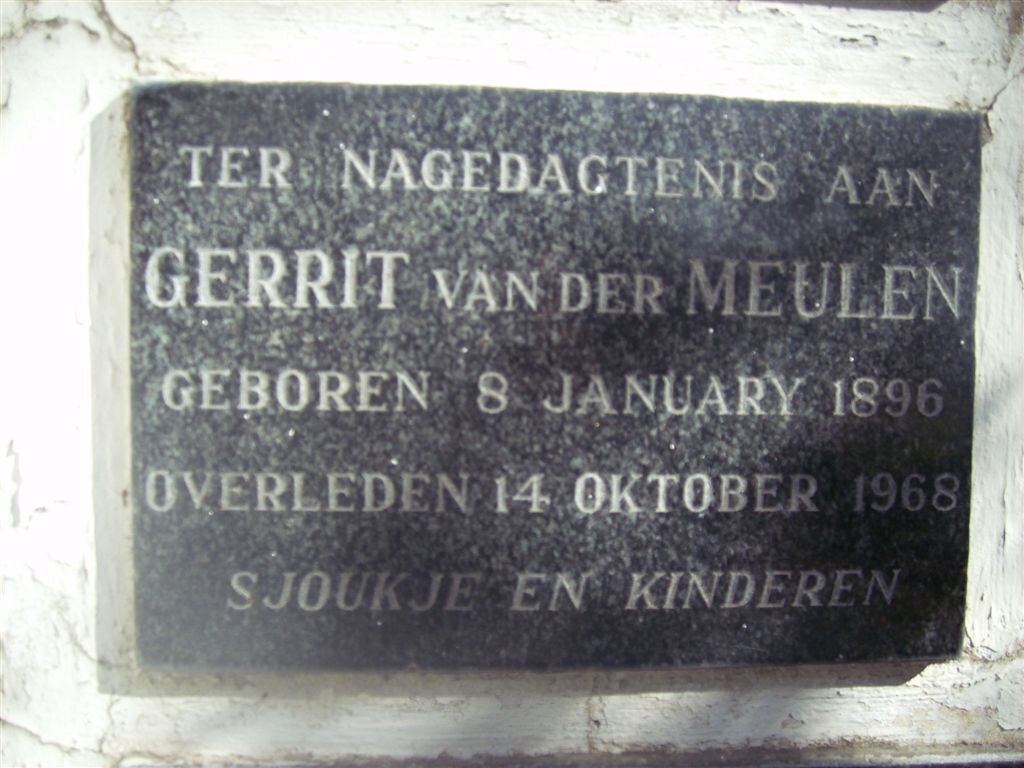 TER NAGEDAGTENIS AAN
GERRIT VAN DER MEULEN
GEBOREN 8 JANUARY 1896
OVERLEDEN 14 OKTOBER 1968
SJOUKJE EN KINDEREN